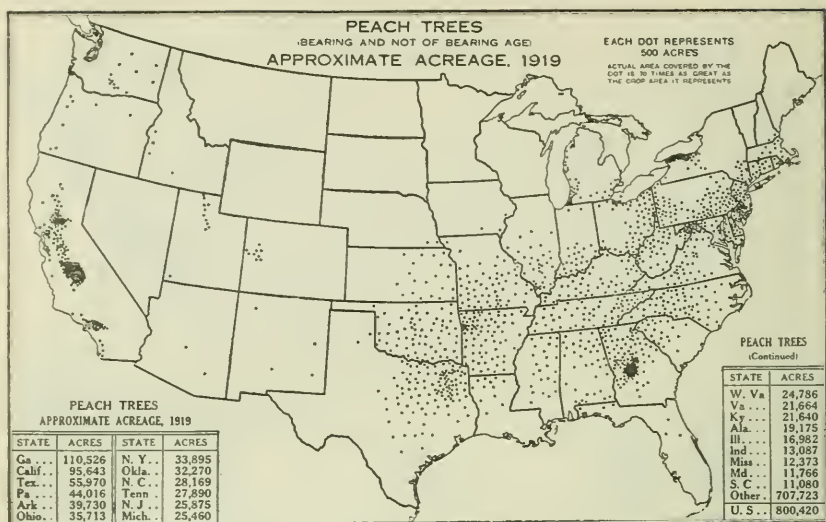 PEACH TREES
(BEARING AND NOT OF BEARING AGE)
APPROXIMATE ACREAGE, 1919
EACH DOT REPRESENTS
500 ACRES
ACTUAL AREA COVERED BY THE
DOT IS 70 TIMES AS GREAT AS
THE CROP AREA IT REPRESENTS
PEACH TREES
APPROXIMATE ACREAGE, 1919
STATE ACRES STATE ACRES
Ga ... 110,526 N. Y.. 33,895
Calif.. 95,643 Okla.. 32,270
Tex... 55,970 N. C.. 28,169
Pa ... 44,016 Tenn . 27,890
Ark .. 39,730 N. J .. 25,875
Ohio.. 35,713 Mich. . 25,460
PEACH TREES
(Continued)
STATE ACRES
W. Va 24,786
Va ... 21,664
Ky... 21,640
Ala... 19,175
Ill.... 16,982
Ind... 13,087
Miss.. 12,373
Md... 11,766
S. C.. 11,080
Other. 707,723
U. S.. 800,420